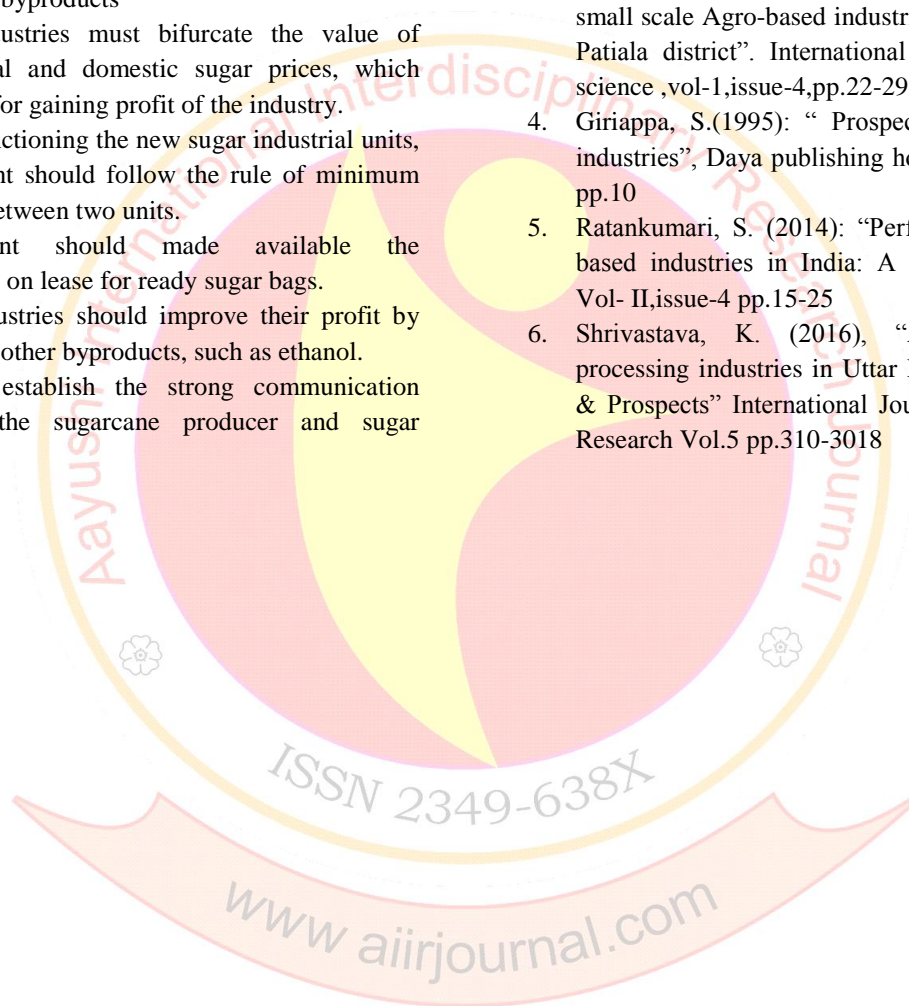 byproducts
ustries must bifurcate the value of
al and domestic sugar prices, which
for gaining profit of the industry.
ctioning the new sugar industrial units,
nt should follow the rule of minimum
etween two units.
nt should made available the
on lease for ready sugar bags.
ustries should improve their profit by
other byproducts, such as ethanol.
establish the strong communication
the sugarcane producer and sugar
small scale Agro-based industr
Patiala district”. International
science ,vol-1,issue-4,pp.22-29
4. Giriappa, S.(1995): “ Prospec
industries”, Daya publishing ho
pp.10
5. Ratankumari, S. (2014): “Perf
based industries in India: A
Vol- II,issue-4 pp.15-25
6. Shrivastava, K. (2016), “
processing industries in Uttar
& Prospects” International Jou
Research Vol.5 pp.310-3018
Aayushi International Interdisciplinary Research Journal
ISSN 2349-638X
www aiirjournal.com